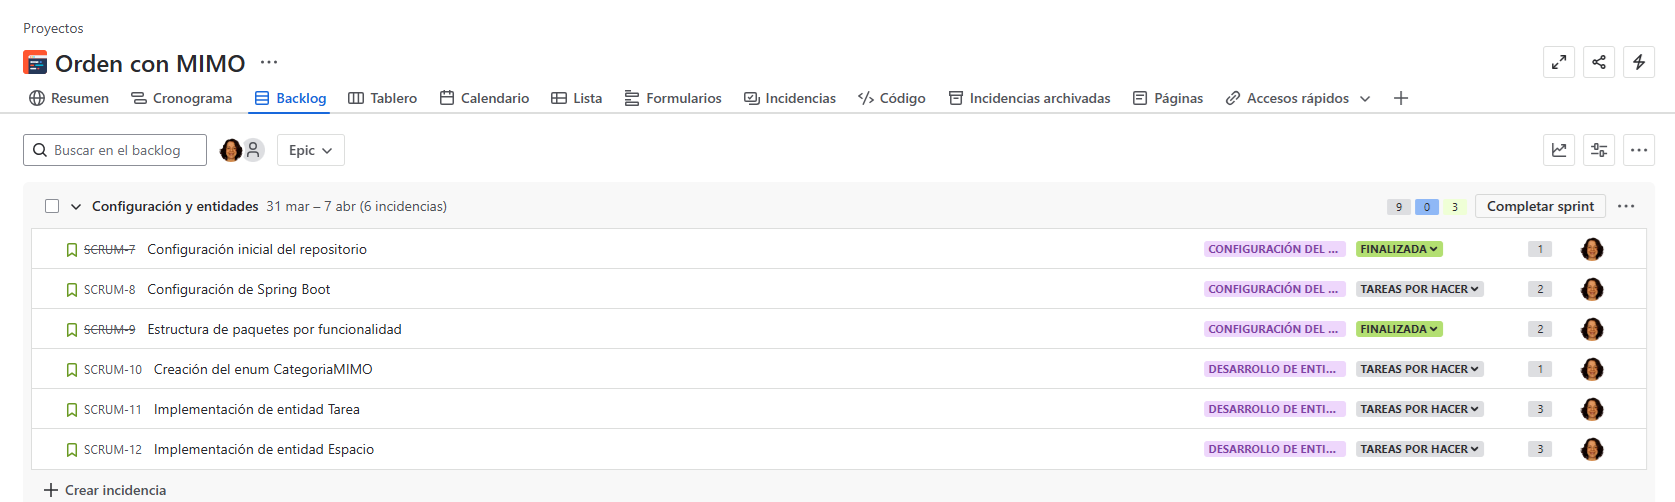 Proyectos
Orden con MIMO ···
Resumen Cronograma Backlog Tablero Calendario Lista Formularios Incidencias Código Incidencias archivadas Páginas Accesos rápidos
Buscar en el backlog Epic
Configuración y entidades 31 mar – 7 abr (6 incidencias) 9 0 3 Completar sprint ···
SCRUM-7 Configuración inicial del repositorio CONFIGURACIÓN DEL ... FINALIZADA 1
SCRUM-8 Configuración de Spring Boot CONFIGURACIÓN DEL ... TAREAS POR HACER 2
SCRUM-9 Estructura de paquetes por funcionalidad CONFIGURACIÓN DEL ... FINALIZADA 2
SCRUM-10 Creación del enum CategoriaMIMO DESARROLLO DE ENTI... TAREAS POR HACER 1
SCRUM-11 Implementación de entidad Tarea DESARROLLO DE ENTI... TAREAS POR HACER 3
SCRUM-12 Implementación de entidad Espacio DESARROLLO DE ENTI... TAREAS POR HACER 3
Crear incidencia